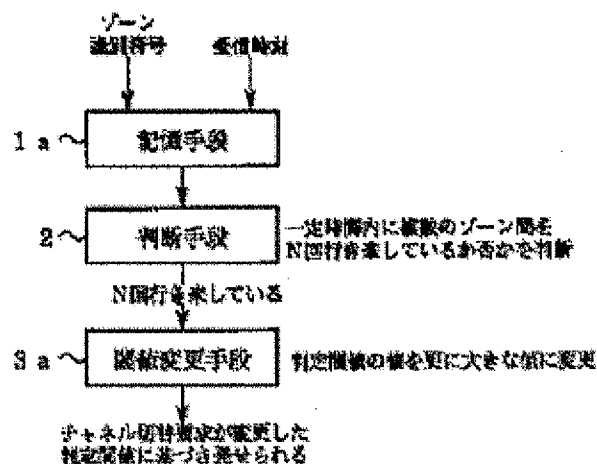 ゾーン
識別符号
受信時刻
1a
記憶手段
2
判断手段
一定時間内に複数のゾーン間を
N回行き来しているか否かを判断
N回行き来している
3a
閾値変更手段
判定閾値の値を更に大きな値に変更
チャネル切替要求が変更した
判定閾値に基づき発せられる